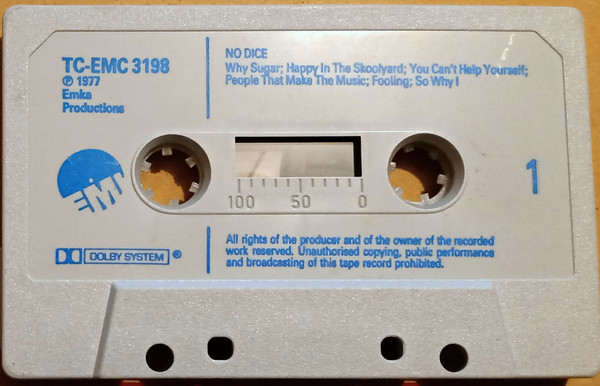 TC-EMC 3198
℗ 1977
Emka
Productions
NO DICE
Why Sugar; Happy In The Skoolyard; You Can't Help Yourself;
People That Make The Music; Fooling; So Why I
EMI
1
100 50 0
DOLBY SYSTEM ®
All rights of the producer and of the owner of the recorded
work reserved. Unauthorised copying, public performance
and broadcasting of this tape record prohibited.